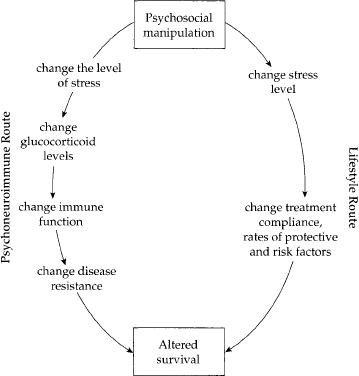 Psychosocial
manipulation
change the level
of stress
change
glucocorticoid
levels
change immune
function
change disease
resistance
Psychoneuroimmune Route
change stress
level
change treatment
compliance,
rates of protective
and risk factors
Lifestyle Route
Altered
survival